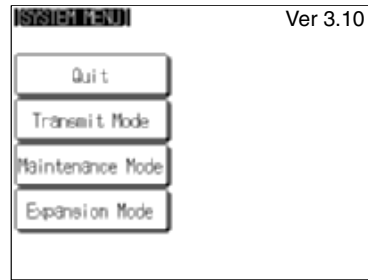 [SYSTEM MENU] Ver 3.10
Quit
Transmit Mode
Maintenance Mode
Expansion Mode